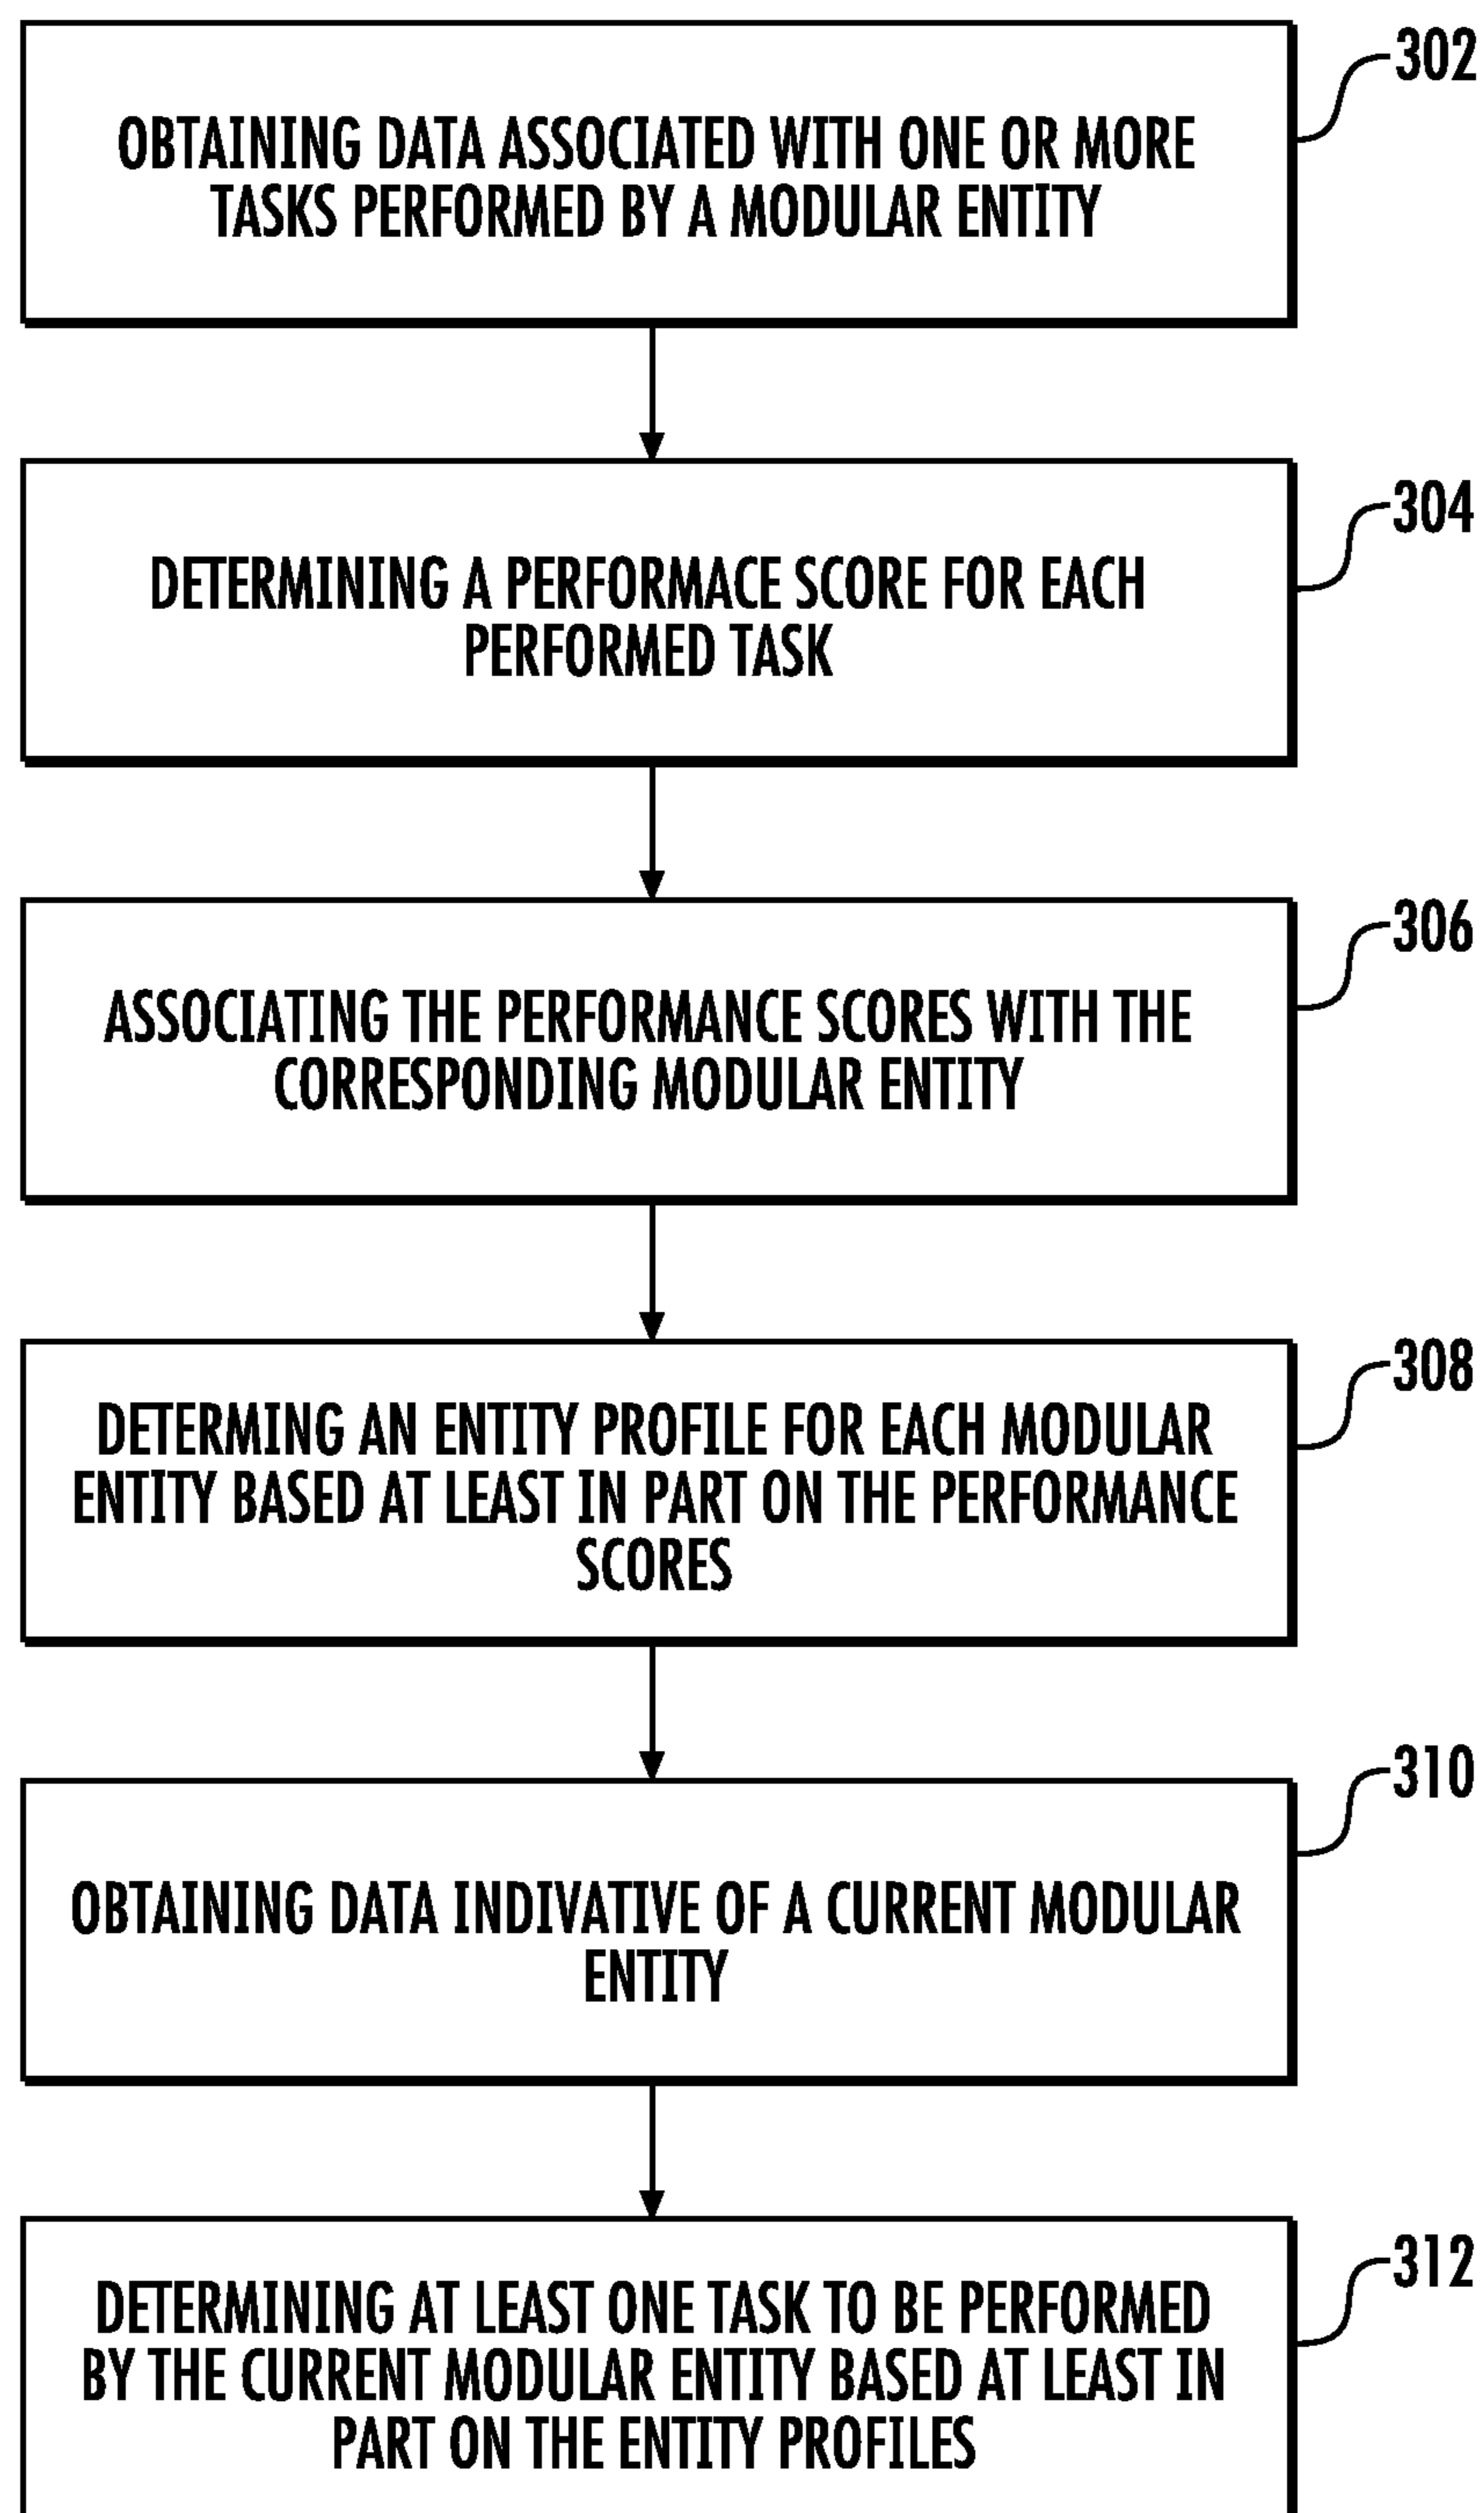 302
OBTAINING DATA ASSOCIATED WITH ONE OR MORE
TASKS PERFORMED BY A MODULAR ENTITY
304
DETERMINING A PERFORMACE SCORE FOR EACH
PERFORMED TASK
306
ASSOCIATING THE PERFORMANCE SCORES WITH THE
CORRESPONDING MODULAR ENTITY
308
DETERMING AN ENTITY PROFILE FOR EACH MODULAR
ENTITY BASED AT LEAST IN PART ON THE PERFORMANCE
SCORES
310
OBTAINING DATA INDIVATIVE OF A CURRENT MODULAR
ENTITY
312
DETERMINING AT LEAST ONE TASK TO BE PERFORMED
BY THE CURRENT MODULAR ENTITY BASED AT LEAST IN
PART ON THE ENTITY PROFILES